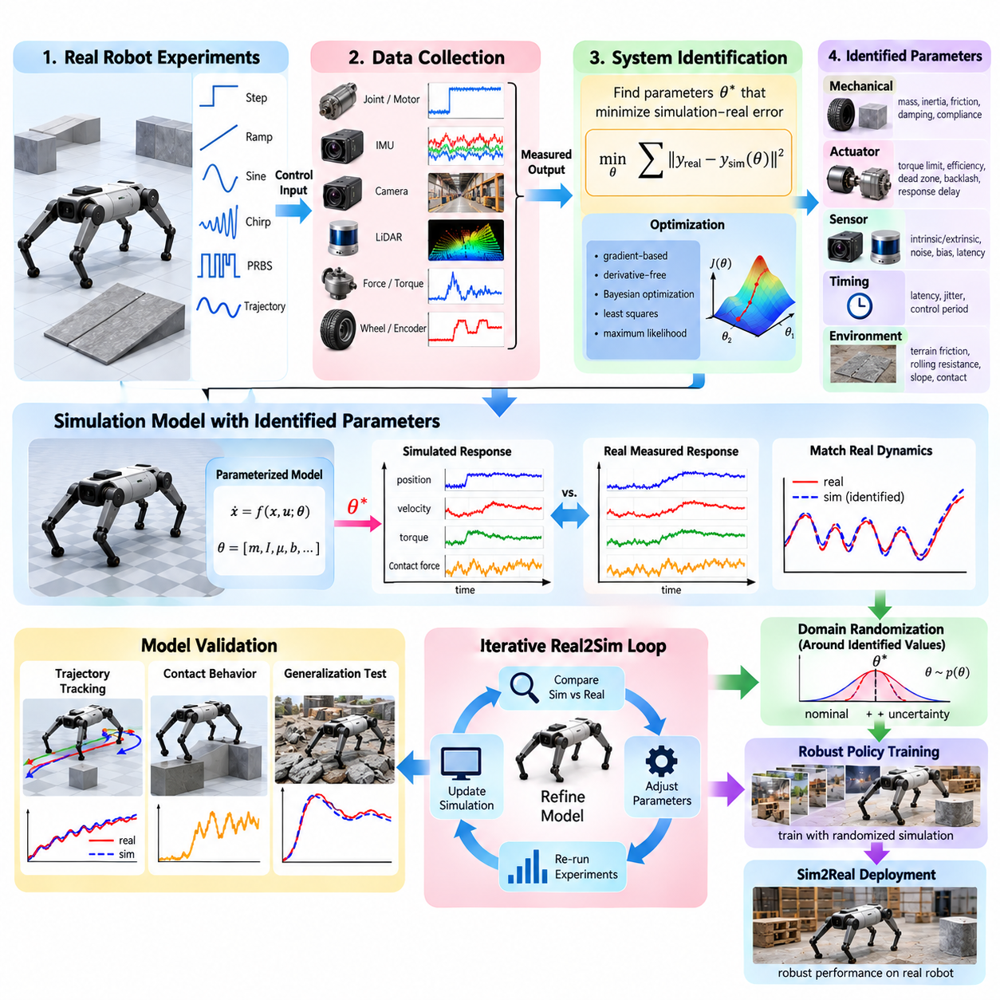 1. Real Robot Experiments
Step
Ramp
Sine
Chirp
PRBS
Trajectory
Control
Input
2. Data Collection
Joint / Motor
IMU
Camera
LiDAR
Force / Torque
Wheel / Encoder
Measured
Output
3. System Identification
Find parameters θ* that
minimize simulation–real error
min θ ∑ ‖y_real − y_sim(θ)‖²
Optimization
• gradient–based
• derivative–free
• Bayesian optimization
• least squares
• maximum likelihood
J(θ)
θ₂
θ₁
4. Identified Parameters
Mechanical
mass, inertia, friction,
damping, compliance
Actuator
torque limit, efficiency,
dead zone, backlash,
response delay
Sensor
intrinsic/extrinsic,
noise, bias, latency
Timing
latency, jitter,
control period
Environment
terrain friction,
rolling resistance,
slope, contact
Simulation Model with Identified Parameters
Parameterized Model
ẋ = f(x, u; θ)
θ = [m, I, μ, b, ...]
θ*
Simulated Response
position
velocity
torque
Contact force
time
vs.
Real Measured Response
time
Match Real Dynamics
real
sim (identified)
Model Validation
Trajectory
Tracking
real
sim
Contact Behavior
Generalization Test
Iterative Real2Sim Loop
Compare
Sim vs Real
Adjust
Parameters
Re-run
Experiments
Update
Simulation
Refine
Model
Domain Randomization
(Around Identified Values)
θ*
θ ~ p(θ)
nominal + + uncertainty
Robust Policy Training
train with randomized simulation
Sim2Real Deployment
robust performance on real robot